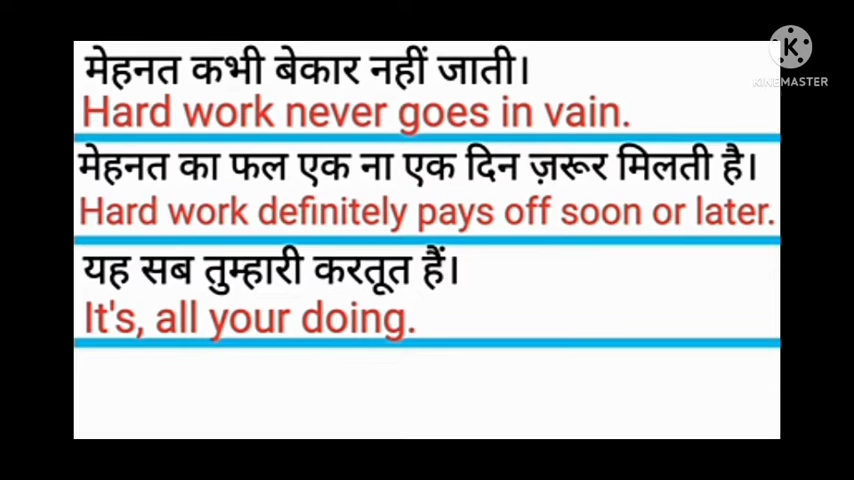 मेहनत कभी बेकार नहीं जाती।
Hard work never goes in vain.
मेहनत का फल एक ना एक दिन ज़रूर मिलती है।
Hard work definitely pays off soon or later.
यह सब तुम्हारी करतूत हैं।
It's, all your doing.
K
KINEMASTER